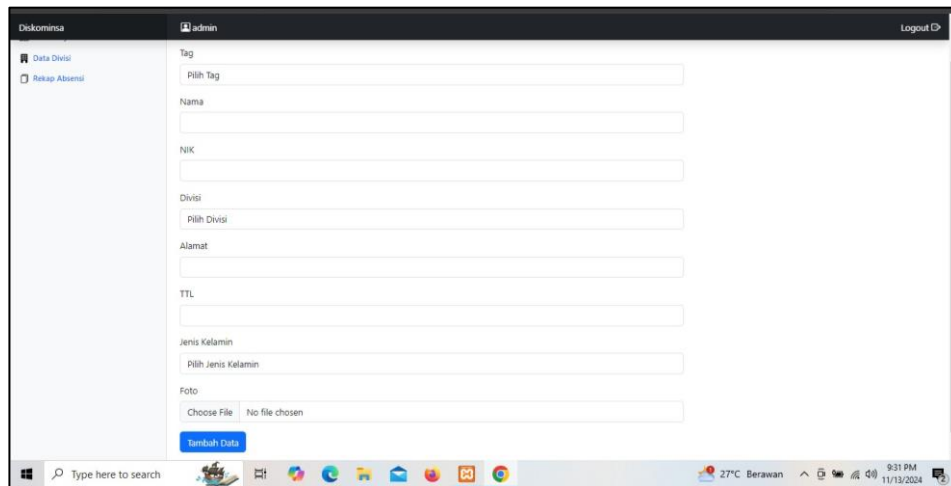 Diskominsa
admin
Logout
Data Divisi
Rekap Absensi
Tag
Pilih Tag
Nama
NIK
Divisi
Pilih Divisi
Alamat
TTL
Jenis Kelamin
Pilih Jenis Kelamin
Foto
Choose File No file chosen
Tambah Data
Type here to search
27°C Berawan
9:31 PM
11/13/2024